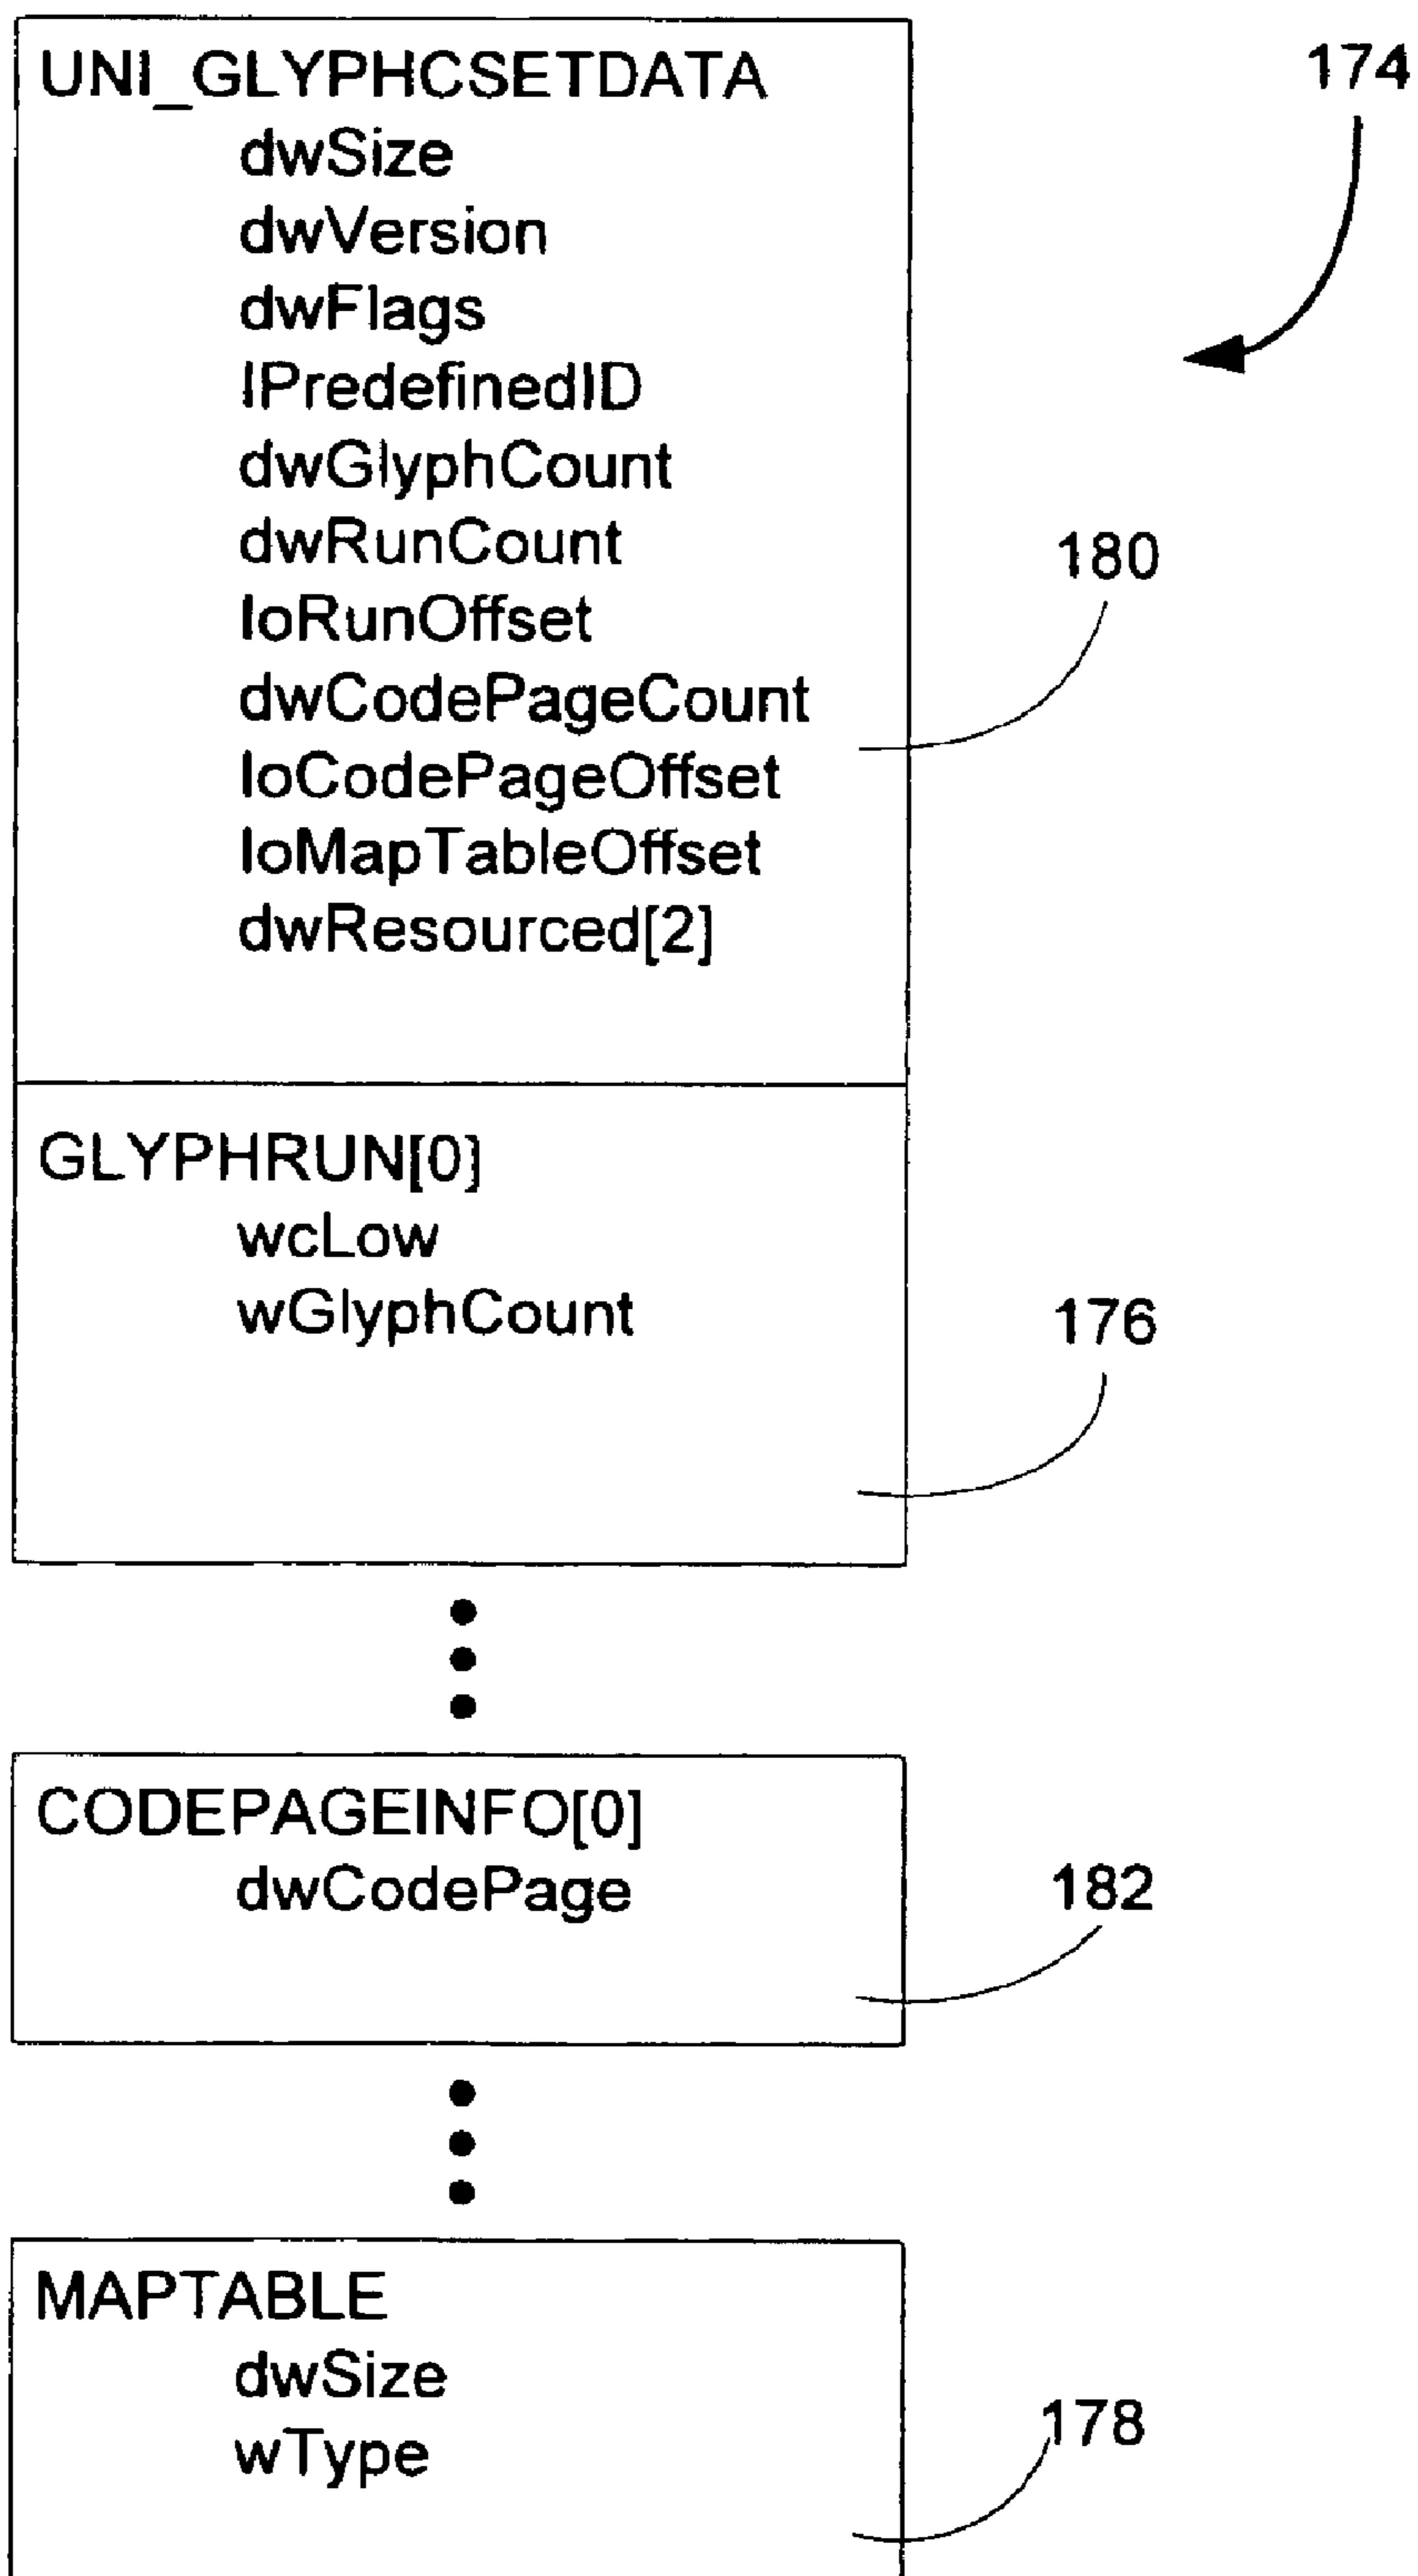 UNI_GLYPHCSETDATA
174
dwSize
dwVersion
dwFlags
lPredefinedID
dwGlyphCount
dwRunCount
180
loRunOffset
dwCodePageCount
loCodePageOffset
loMapTableOffset
dwResourced[2]
GLYPHRUN[0]
wcLow
wGlyphCount
176
CODEPAGEINFO[0]
dwCodePage
182
MAPTABLE
dwSize
178
wType